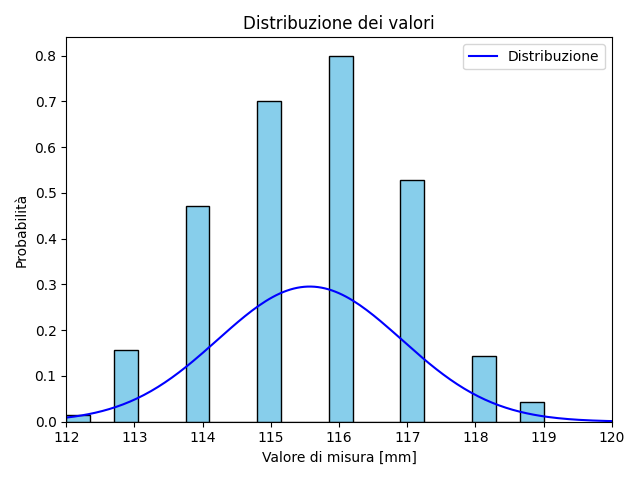 Distribuzione dei valori
Distribuzione
Probabilità
0.8
0.7
0.6
0.5
0.4
0.3
0.2
0.1
0.0
112 113 114 115 116 117 118 119 120
Valore di misura [mm]